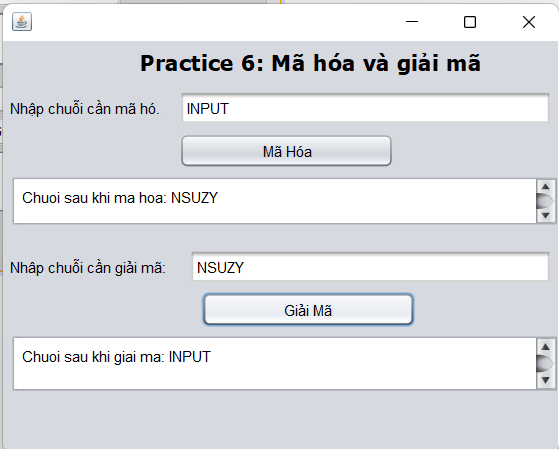 Practice 6: Mã hóa và giải mã
Nhập chuỗi cần mã hó.
INPUT
Mã Hóa
Chuoi sau khi ma hoa: NSUZY
Nhâp chuỗi cần giải mã:
NSUZY
Giải Mã
Chuoi sau khi giai ma: INPUT